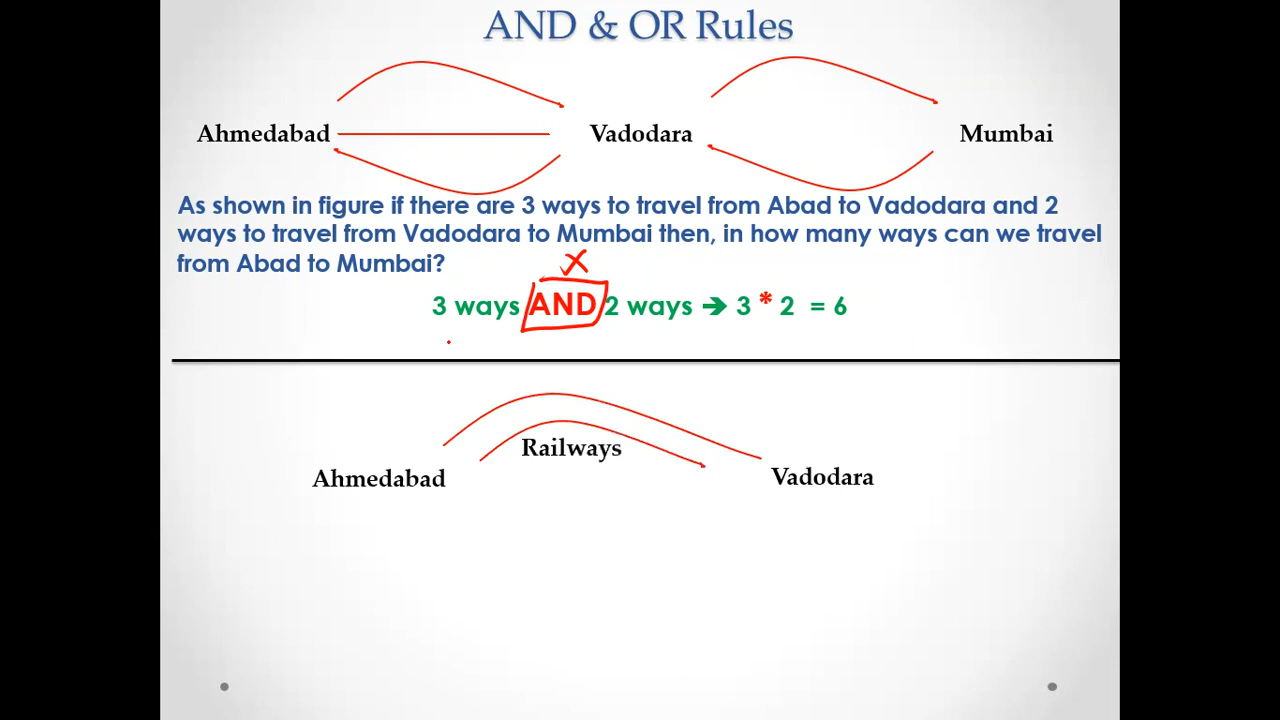 AND & OR Rules
Ahmedabad Vadodara Mumbai
As shown in figure if there are 3 ways to travel from Abad to Vadodara and 2
ways to travel from Vadodara to Mumbai then, in how many ways can we travel
from Abad to Mumbai?
x
3 ways AND 2 ways ➔ 3 * 2 = 6
Railways
Ahmedabad Vadodara